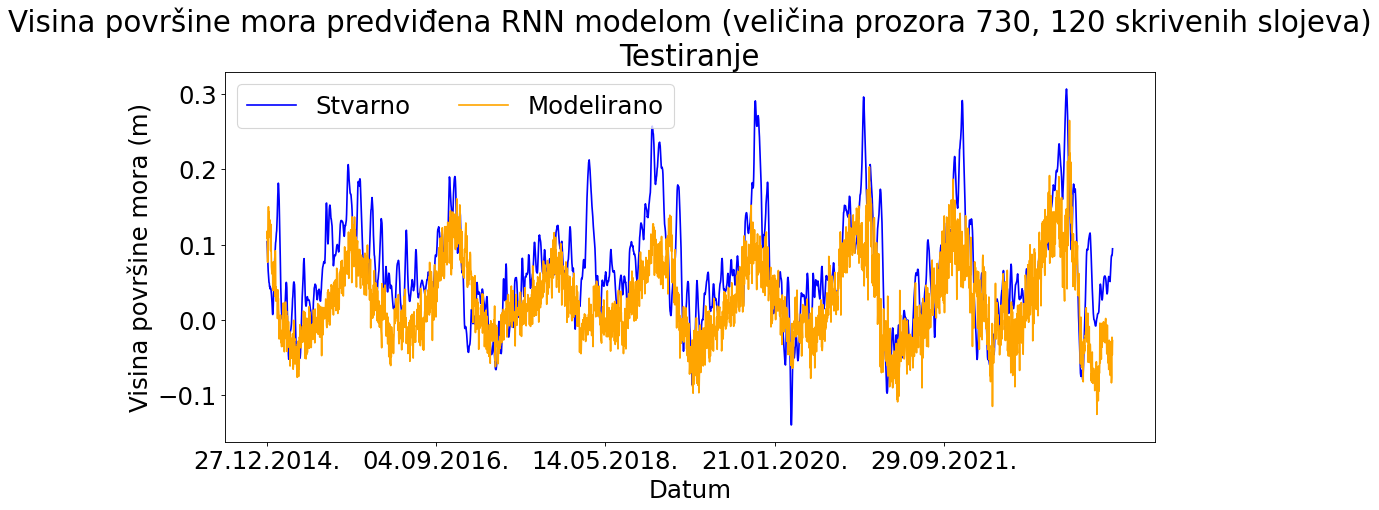 Visina površine mora predviđena RNN modelom (veličina prozora 730, 120 skrivenih slojeva)
Testiranje
Stvarno Modelirano
Visina površine mora (m)
0.3
0.2
0.1
0.0
−0.1
27.12.2014. 04.09.2016. 14.05.2018. 21.01.2020. 29.09.2021.
Datum